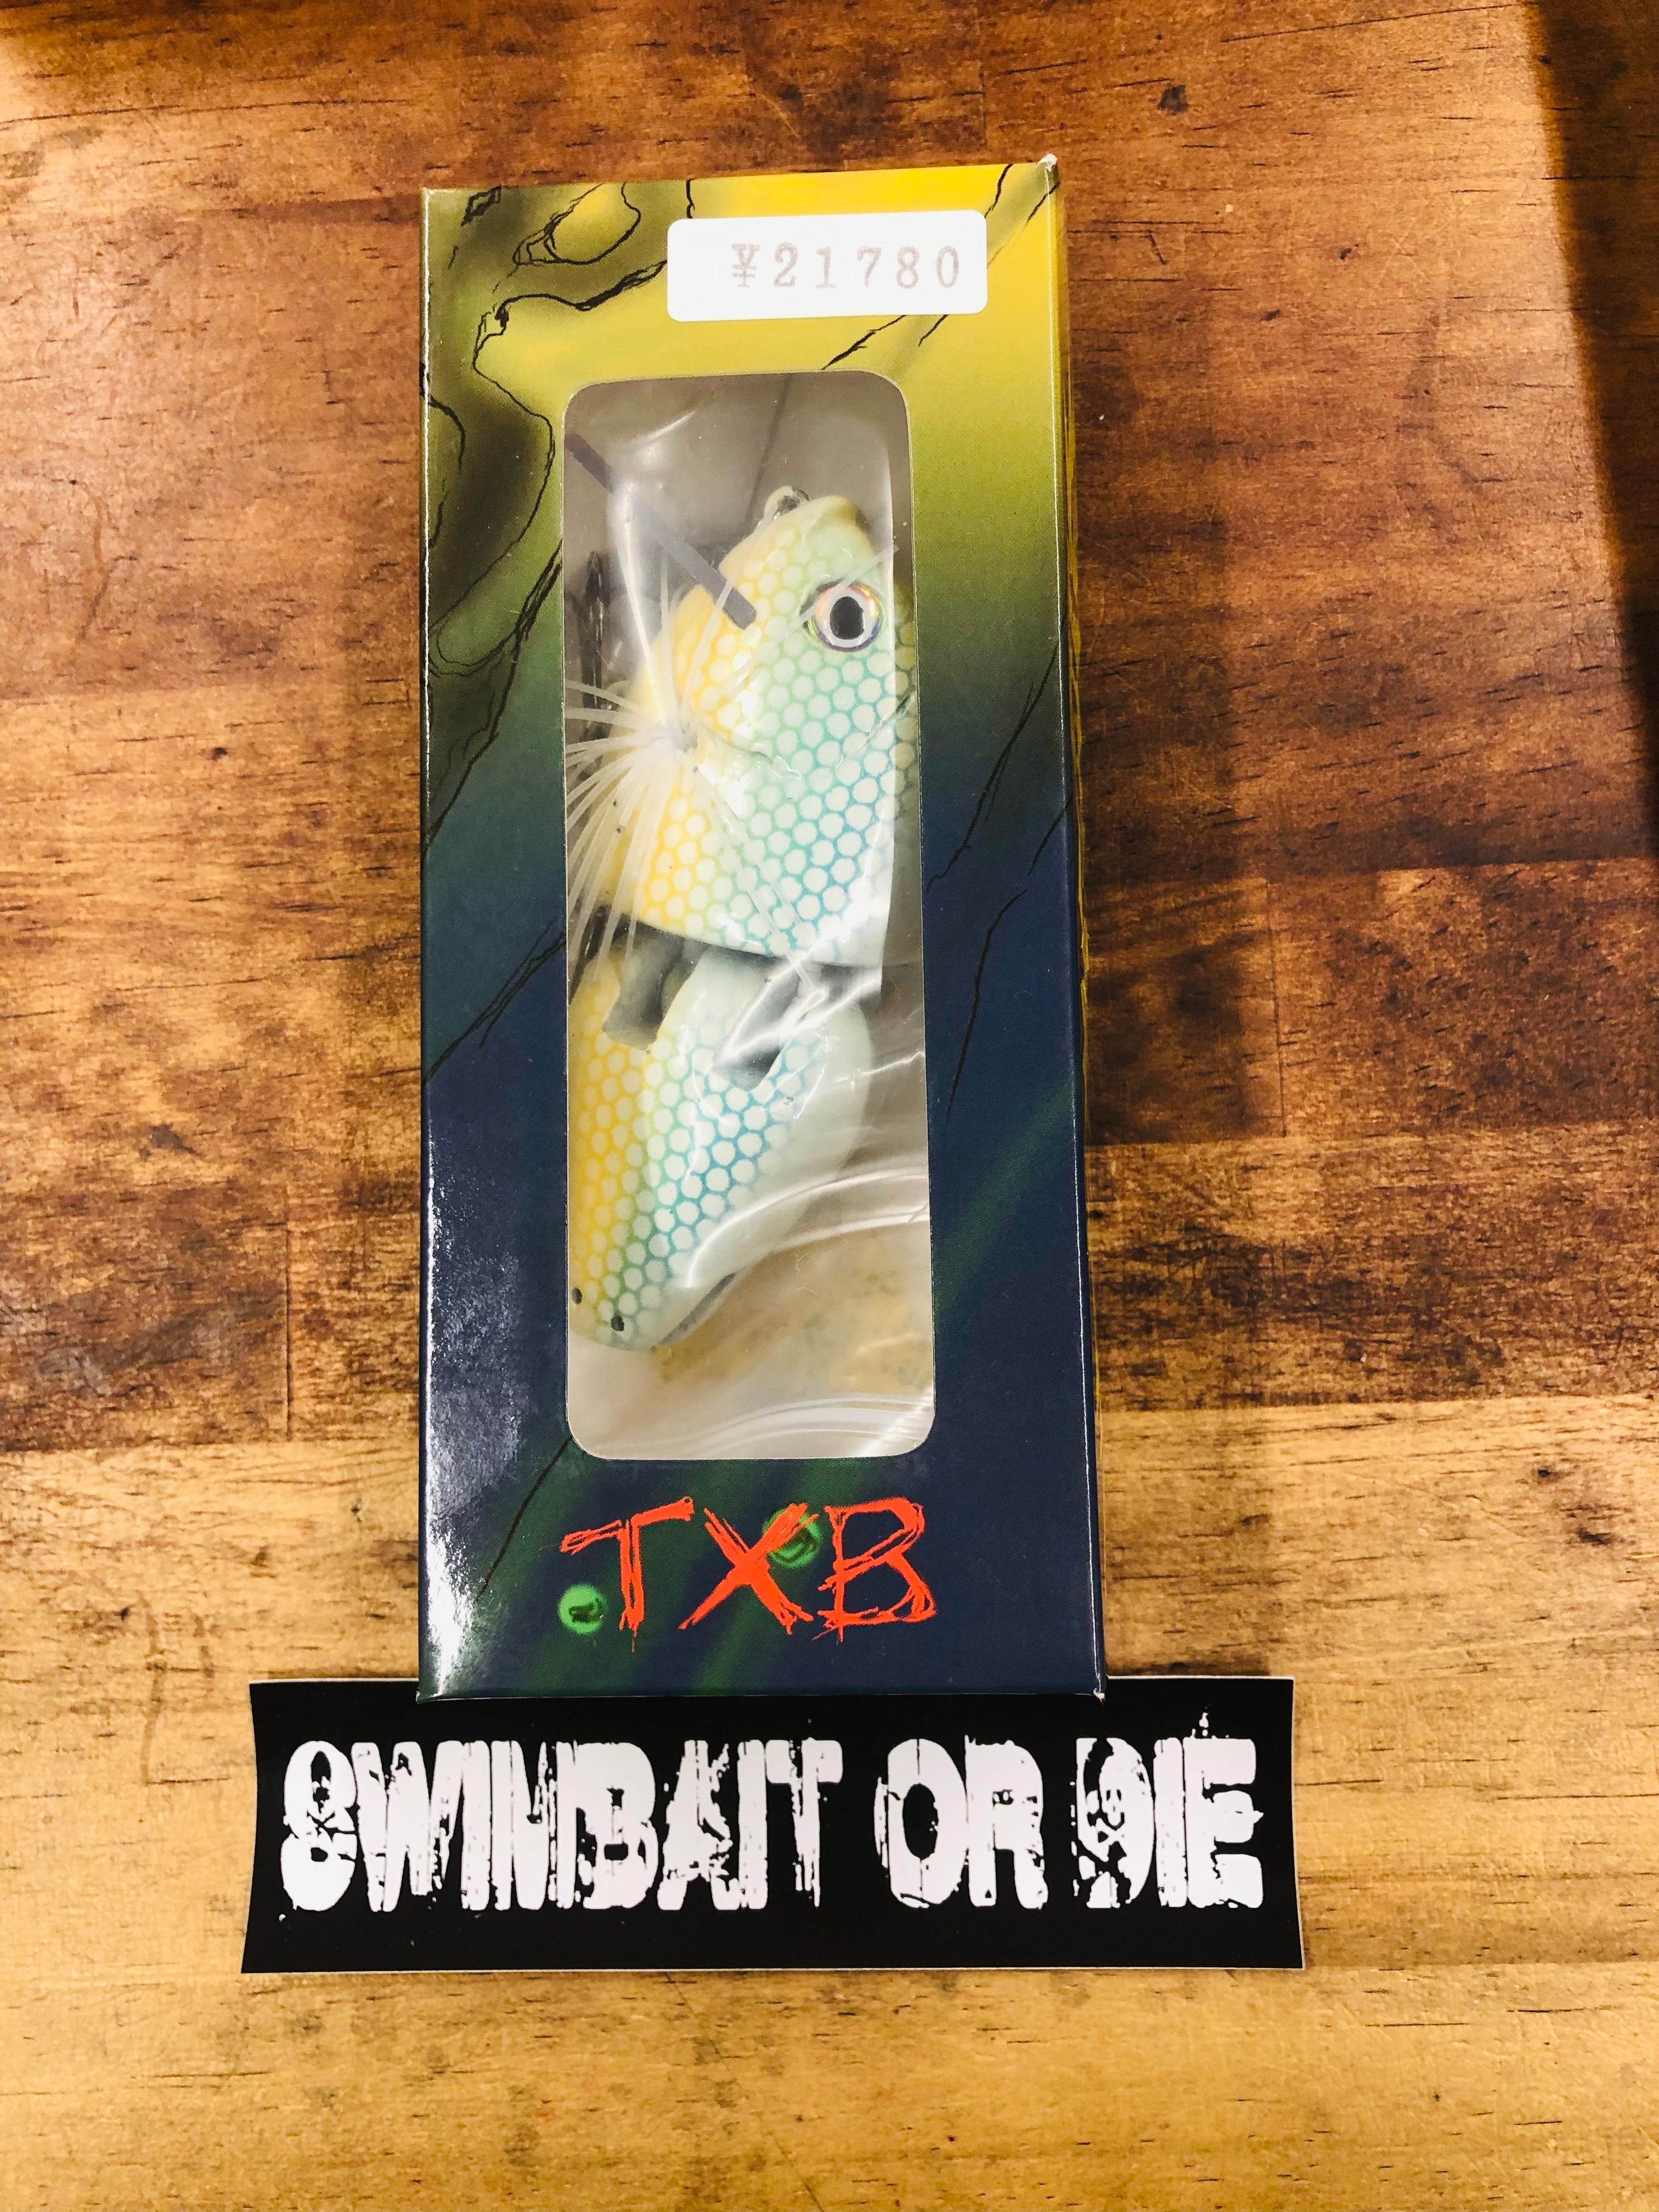 ¥21780
TXB
SWIMBAIT OR DIE